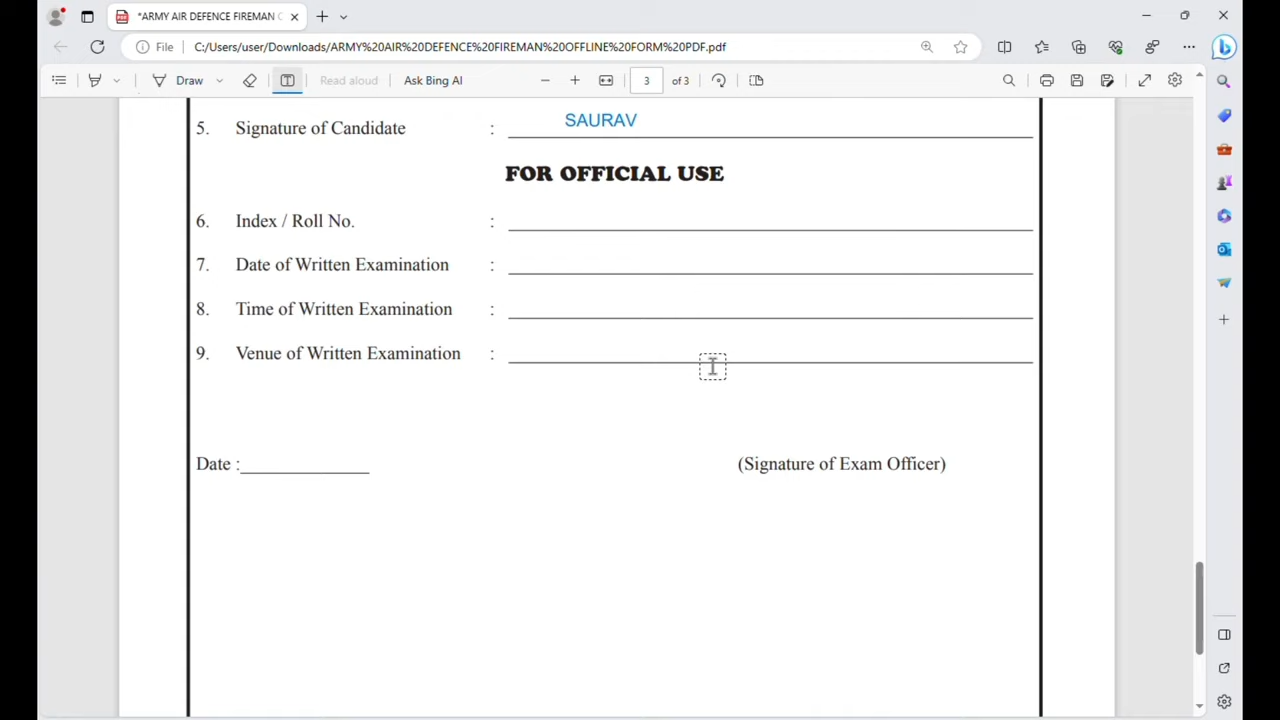 *ARMY AIR DEFENCE FIREMAN C
File C:/Users/user/Downloads/ARMY%20AIR%20DEFENCE%20FIREMAN%20OFFLINE%20FORM%20PDF.pdf
Draw Read aloud Ask Bing AI 3 of 3
5. Signature of Candidate : SAURAV
FOR OFFICIAL USE
6. Index / Roll No. :
7. Date of Written Examination :
8. Time of Written Examination :
9. Venue of Written Examination :
Date : (Signature of Exam Officer)